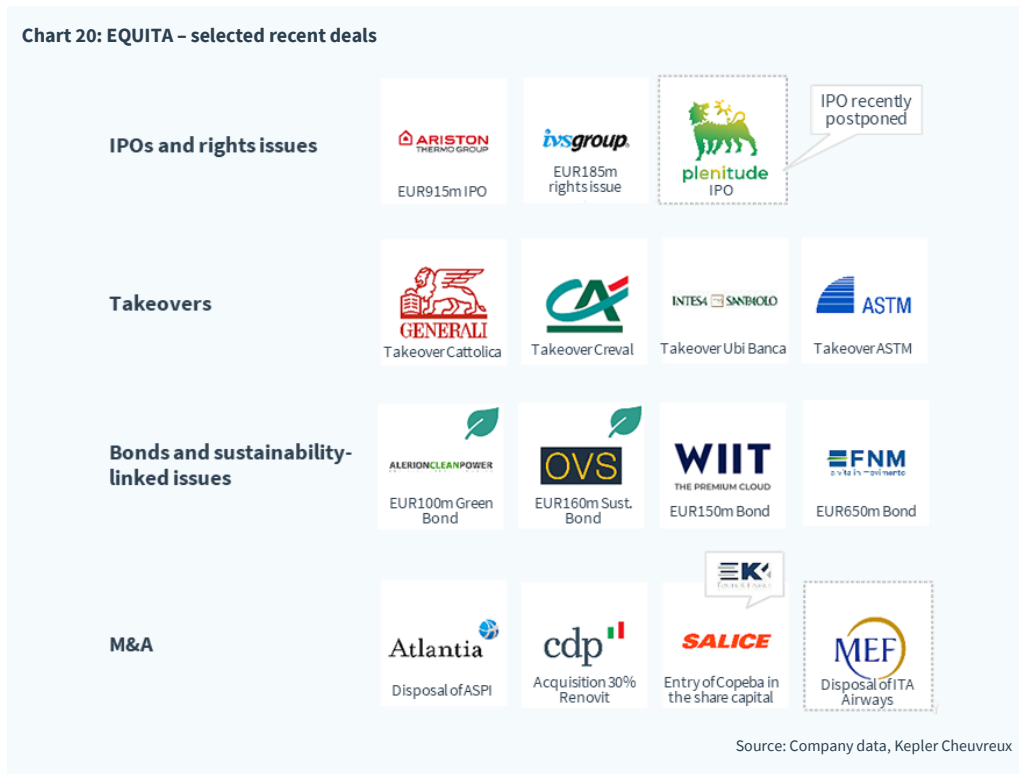 Chart 20: EQUITA – selected recent deals
IPOs and rights issues
ARISTON
THERMO GROUP
EUR915m IPO
ivsgroup
EUR185m
rights issue
plenitude
IPO
IPO recently
postponed
Takeovers
GENERALI
Takeover Cattolica
CA
Takeover Creval
INTESA SANPAOLO
Takeover Ubi Banca
ASTM
Takeover ASTM
Bonds and sustainability-
linked issues
ALERIONCLEANPOWER
EUR100m Green
Bond
OVS
EUR160m Sust.
Bond
WIIT
THE PREMIUM CLOUD
EUR150m Bond
FNM
EUR650m Bond
M&A
Atlantia
Disposal of ASPI
cdp
Acquisition 30%
Renovit
EK
SALICE
Entry of Copeba in
the share capital
MEF
Disposal of ITA
Airways
Source: Company data, Kepler Cheuvreux